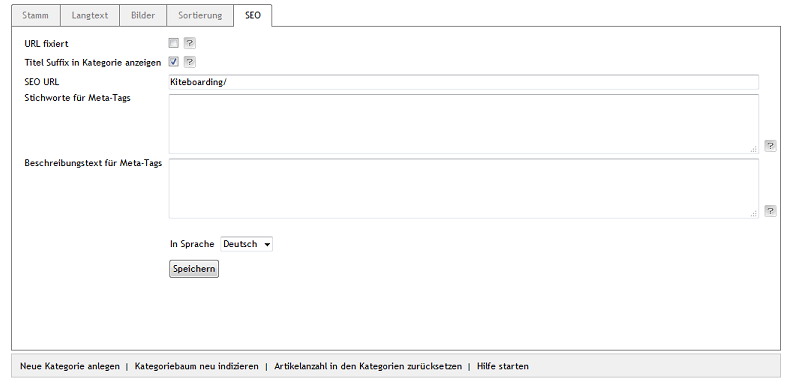 Stamm Langtext Bilder Sortierung SEO
URL fixiert ?
Titel Suffix in Kategorie anzeigen ?
SEO URL Kiteboarding/
Stichworte für Meta-Tags
?
Beschreibungstext für Meta-Tags
?
In Sprache Deutsch
Speichern
Neue Kategorie anlegen | Kategoriebaum neu indizieren | Artikelanzahl in den Kategorien zurücksetzen | Hilfe starten